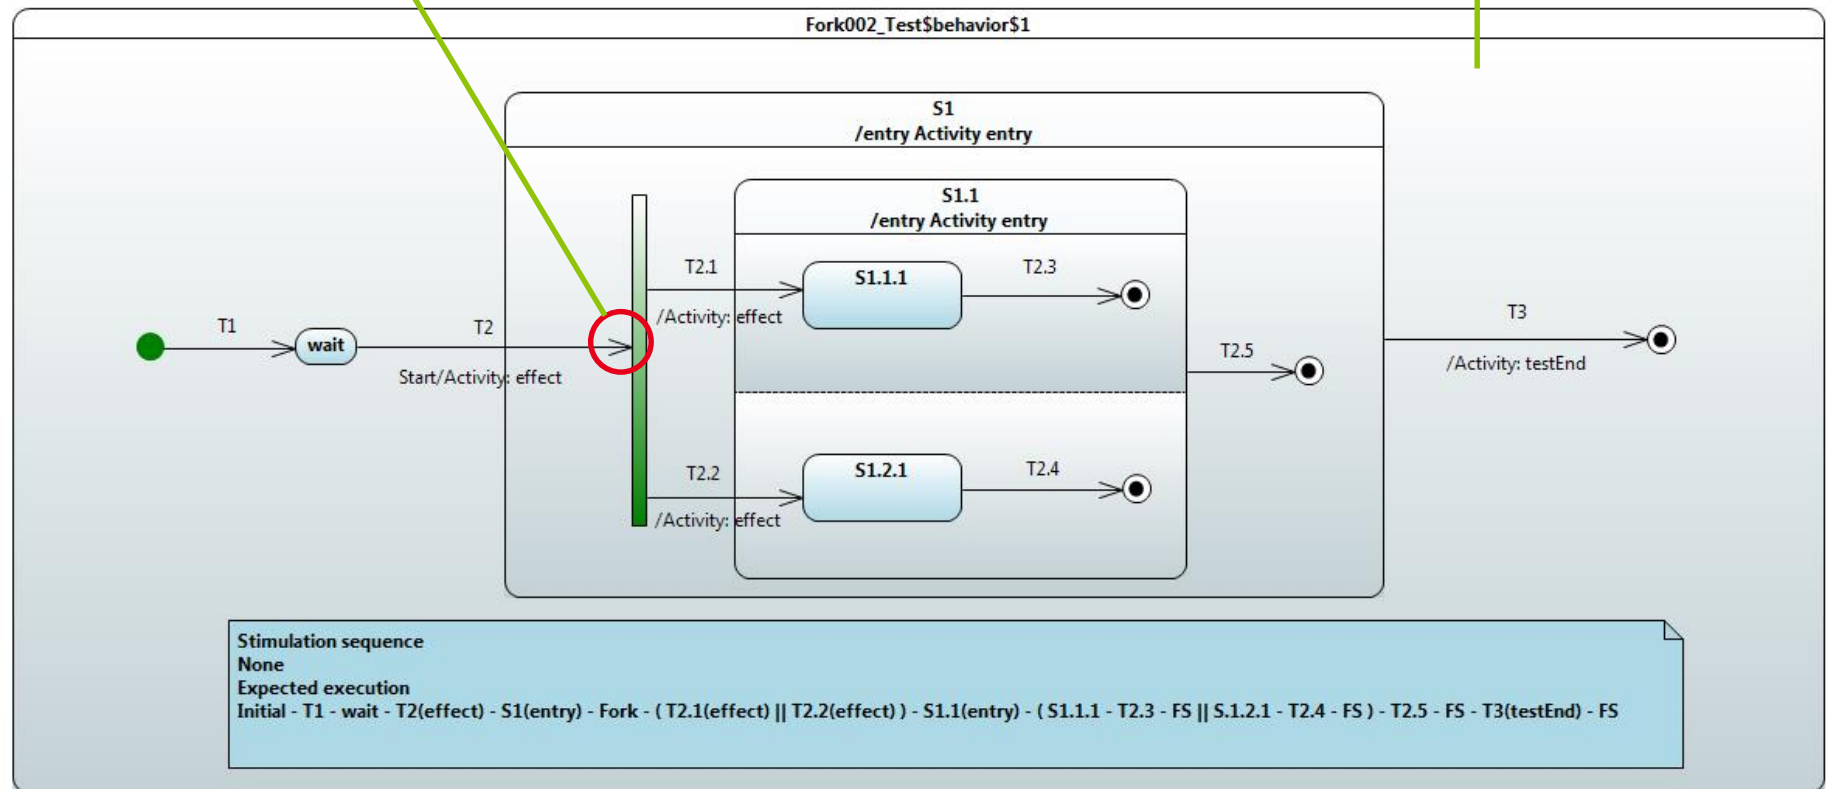 Fork002_Test$behavior$1
S1
/entry Activity entry
S1.1
/entry Activity entry
T2.1
S1.1.1
T2.3
/Activity: effect
T1
wait
T2
Start/Activity: effect
T2.5
T3
/Activity: testEnd
T2.2
S1.2.1
T2.4
/Activity: effect
Stimulation sequence
None
Expected execution
Initial - T1 - wait - T2(effect) - S1(entry) - Fork - ( T2.1(effect) || T2.2(effect) ) - S1.1(entry) - ( S1.1.1 - T2.3 - FS || S.1.2.1 - T2.4 - FS ) - T2.5 - FS - T3(testEnd) - FS